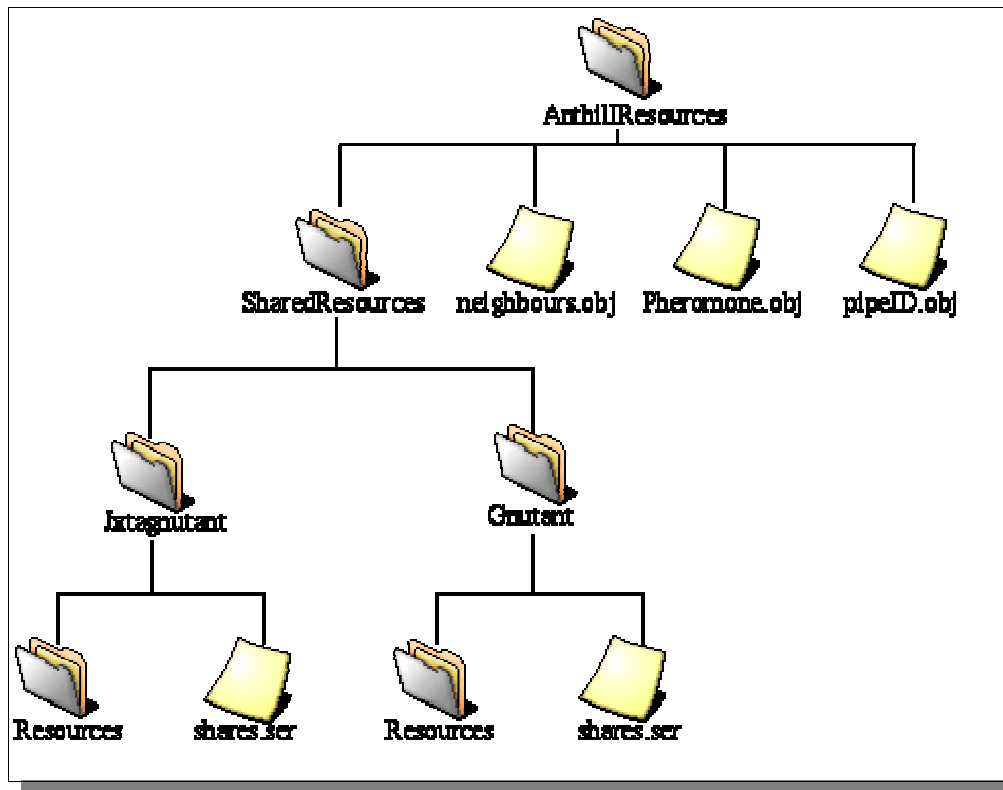 AnthillResources
SharedResources neighbours.obj Pheromone.obj pipeID.obj
Jxtagnutant Gnutant
Resources shares.ser Resources shares.ser